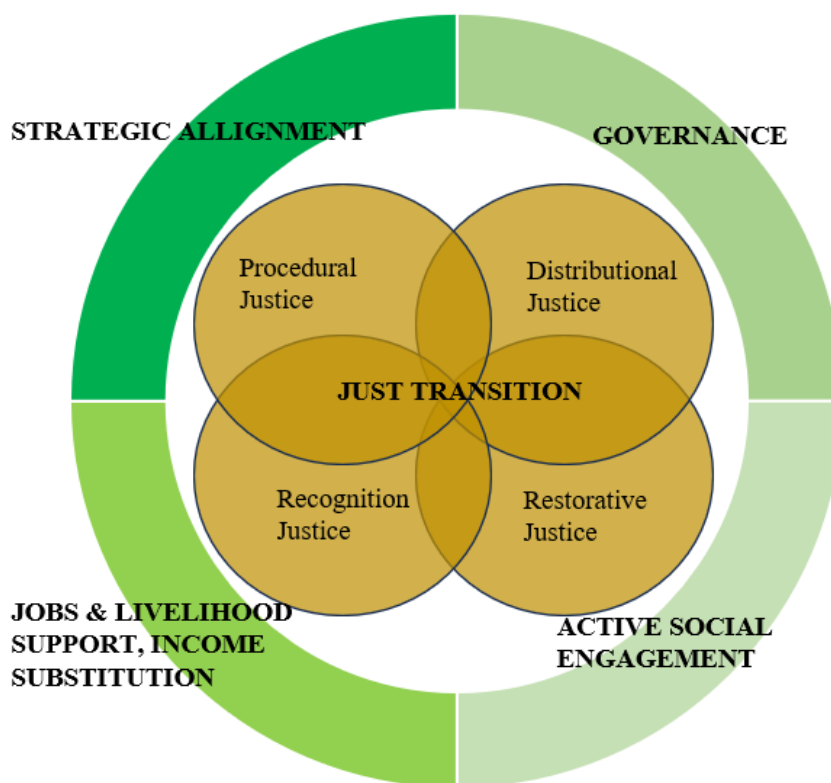 STRATEGIC ALLIGNMENT
GOVERNANCE
Procedural
Justice
Distributional
Justice
JUST TRANSITION
Recognition
Justice
Restorative
Justice
JOBS & LIVELIHOOD
SUPPORT, INCOME
SUBSTITUTION
ACTIVE SOCIAL
ENGAGEMENT